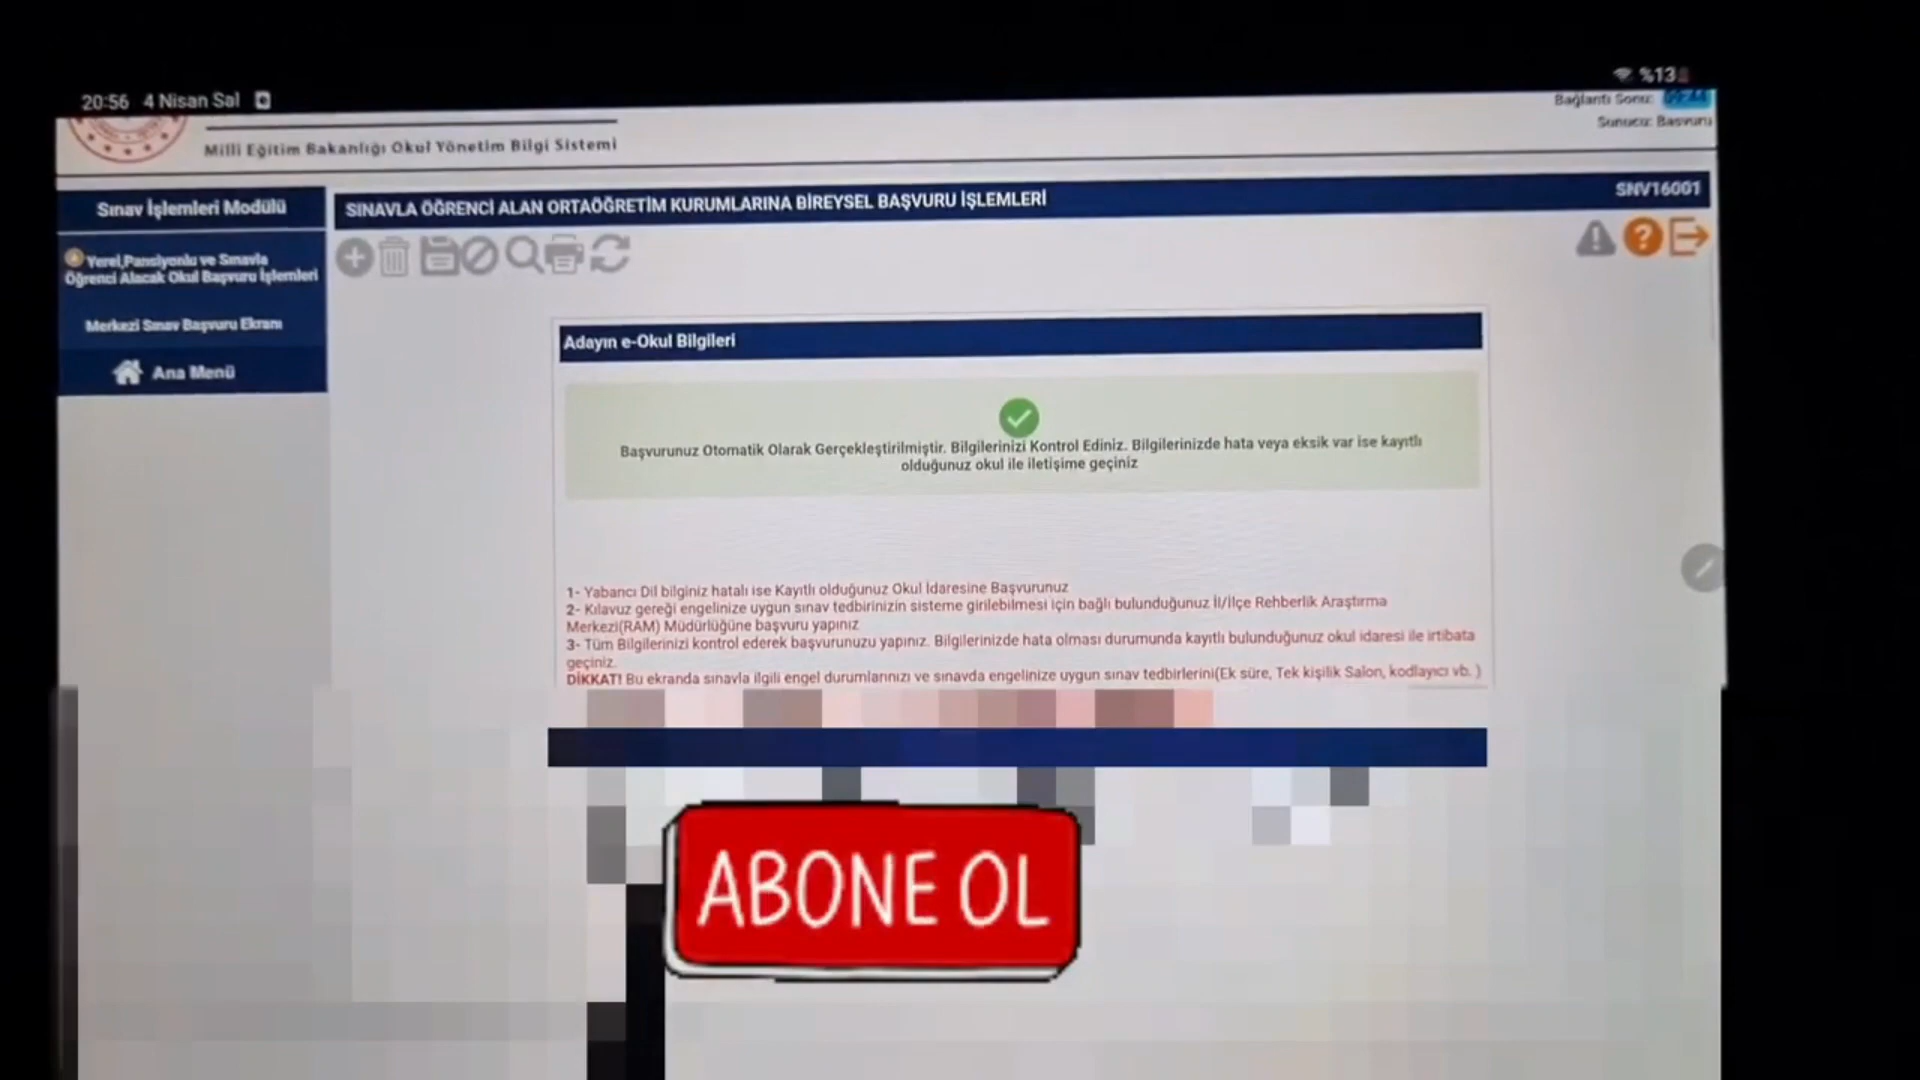 20:56 4 Nisan Sal
%13
Bağlantı Sonu:
Sunucu: Basvuru
Milli Eğitim Bakanlığı Okul Yönetim Bilgi Sistemi
Sınav İşlemleri Modülü
SINAVLA ÖĞRENCİ ALAN ORTAÖĞRETİM KURUMLARINA BİREYSEL BAŞVURU İŞLEMLERİ
SNV16001
Yerel,Pansiyonlu ve Sınavla
Öğrenci Alacak Okul Başvuru İşlemleri
Merkezi Sınav Başvuru Ekranı
Ana Menü
Adayın e-Okul Bilgileri
Başvurunuz Otomatik Olarak Gerçekleştirilmiştir. Bilgilerinizi Kontrol Ediniz. Bilgilerinizde hata veya eksik var ise kayıtlı
olduğunuz okul ile iletişime geçiniz
1- Yabancı Dil bilginiz hatalı ise Kayıtlı olduğunuz Okul İdaresine Başvurunuz
2- Kılavuz gereği engelinize uygun sınav tedbirinizin sisteme girilebilmesi için bağlı bulunduğunuz İl/İlçe Rehberlik Araştırma
Merkezi(RAM) Müdürlüğüne başvuru yapınız
3- Tüm Bilgilerinizi kontrol ederek başvurunuzu yapınız. Bilgilerinizde hata olması durumunda kayıtlı bulunduğunuz okul idaresi ile irtibata
geçiniz.
DİKKAT! Bu ekranda sınavla ilgili engel durumlarınızı ve sınavda engelinize uygun sınav tedbirlerini(Ek süre, Tek kişilik Salon, kodlayıcı vb. )
ABONE OL